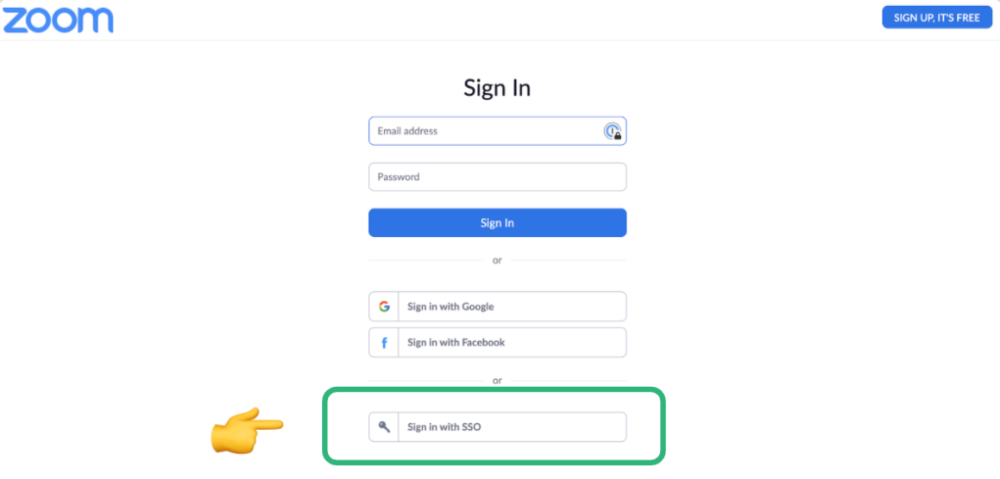 zoom
SIGN UP, IT'S FREE
Sign In
Email address
Password
Sign In
or
Sign in with Google
Sign in with Facebook
or
Sign in with SSO